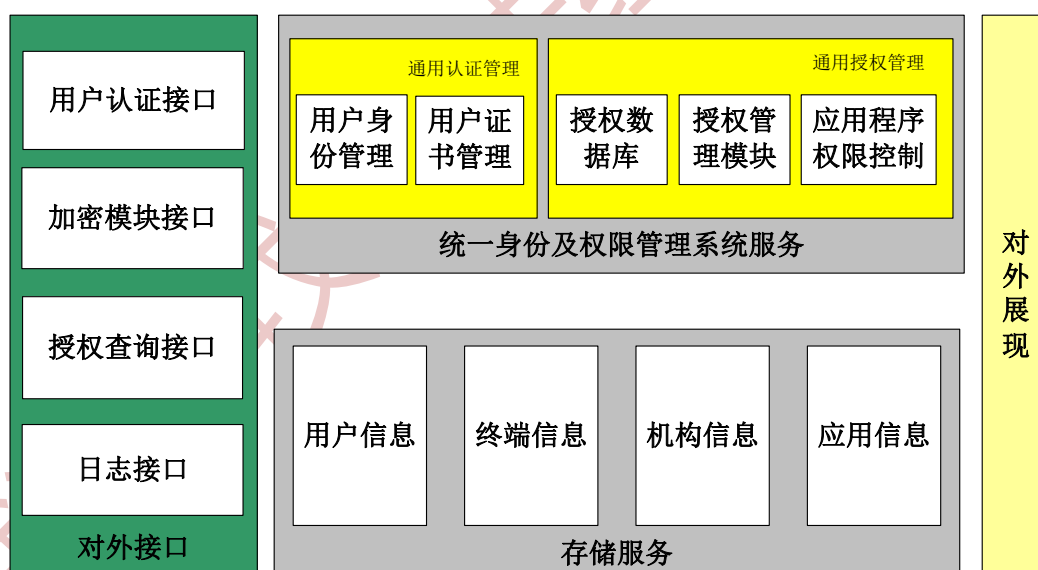 用户认证接口
加密模块接口
授权查询接口
日志接口
对外接口
通用认证管理
用户身
份管理
用户证
书管理
通用授权管理
授权数
据库
授权管
理模块
应用程序
权限控制
统一身份及权限管理系统服务
用户信息
终端信息
机构信息
应用信息
存储服务
对
外
展
现